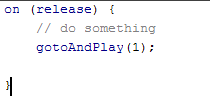 on (release) {
// do something
gotoAndPlay(1);
}